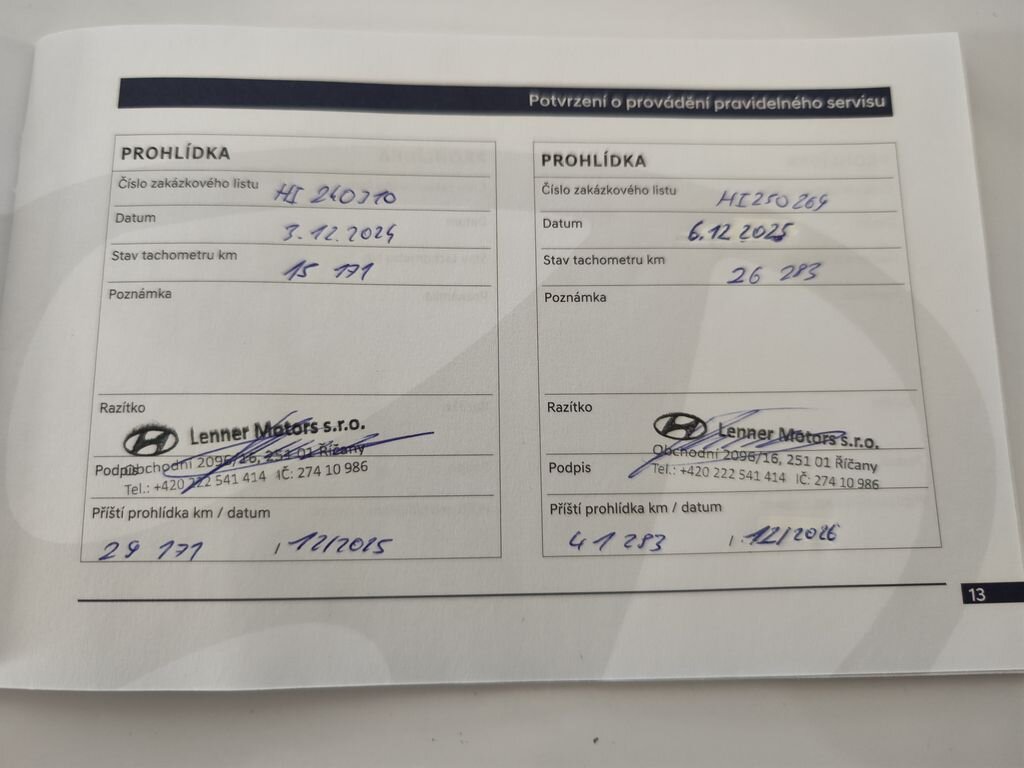 Potvrzení o provádění pravidelného servisu
PROHLÍDKA
Číslo zakázkového listu HI 240310
Datum 3.12.2024
Stav tachometru km 15 171
Poznámka
Razítko
Lenner Motors s.r.o.
Obchodní 2096/16, 251 01 Říčany
Podpis
Tel.: +420 222 541 414 IČ: 274 10 986
Příští prohlídka km / datum
29 171 / 12/2025
PROHLÍDKA
Číslo zakázkového listu HI250269
Datum 6.12 2025
Stav tachometru km 26 283
Poznámka
Razítko
Lenner Motors s.r.o.
Obchodní 2096/16, 251 01 Říčany
Podpis
Tel.: +420 222 541 414 IČ: 274 10 986
Příští prohlídka km / datum
41 283 / 12/2026
13